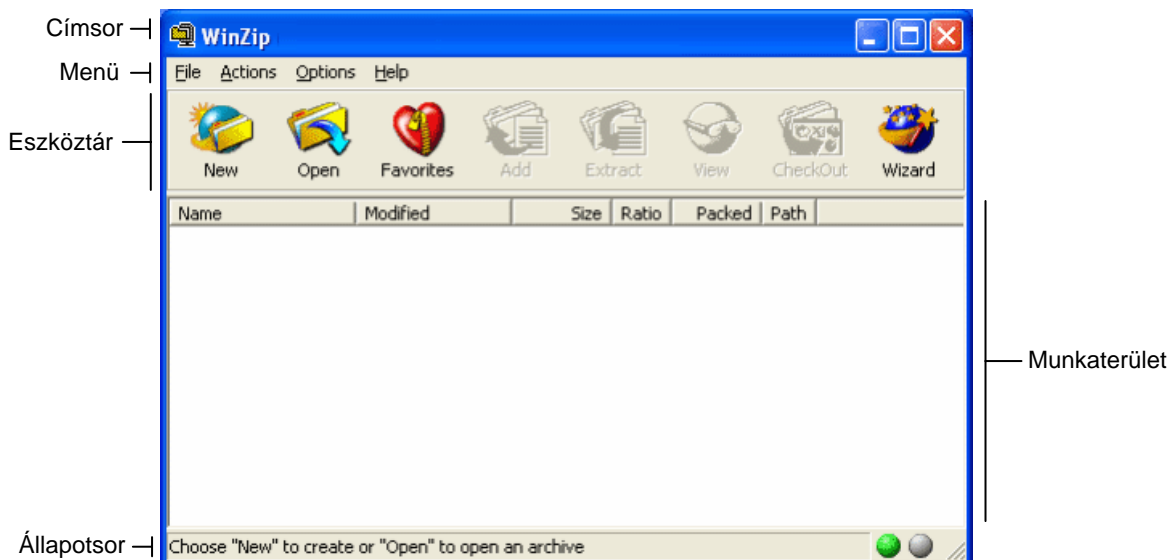 Címsor
WinZip
Menü
File Actions Options Help
Eszköztár
New Open Favorites Add Extract View CheckOut Wizard
Name Modified Size Ratio Packed Path
Munkaterület
Állapotsor
Choose "New" to create or "Open" to open an archive